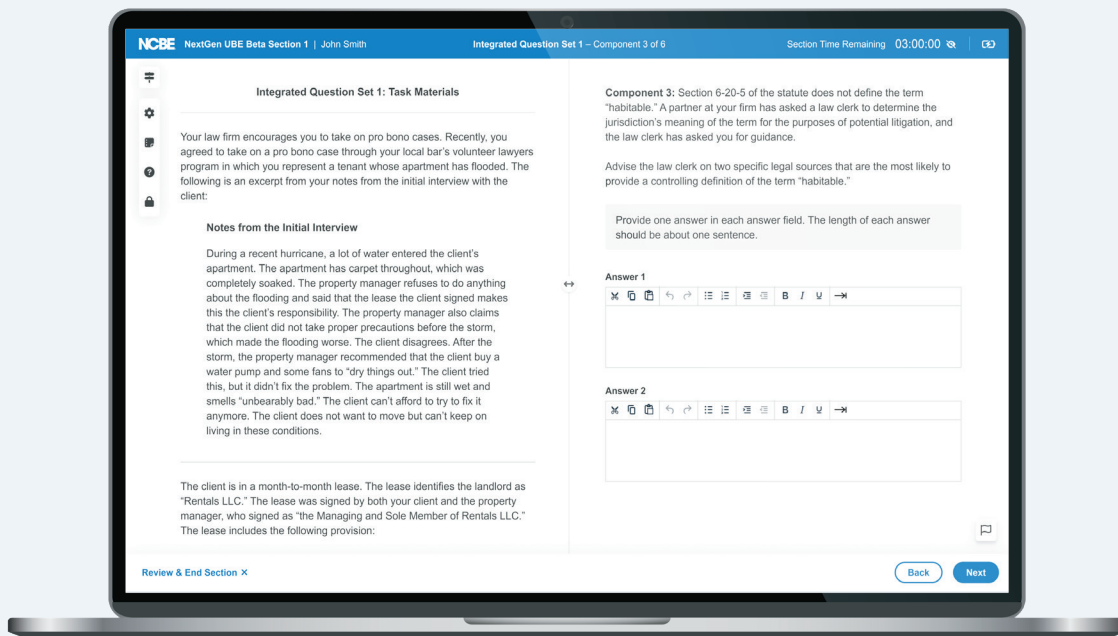 NCBE NextGen UBE Beta Section 1 | John Smith
Integrated Question Set 1 – Component 3 of 6
Section Time Remaining 03:00:00
Integrated Question Set 1: Task Materials
Your law firm encourages you to take on pro bono cases. Recently, you
agreed to take on a pro bono case through your local bar's volunteer lawyers
program in which you represent a tenant whose apartment has flooded. The
following is an excerpt from your notes from the initial interview with the
client:
Notes from the Initial Interview
During a recent hurricane, a lot of water entered the client's
apartment. The apartment has carpet throughout, which was
completely soaked. The property manager refuses to do anything
about the flooding and said that the lease the client signed makes
this the client's responsibility. The property manager also claims
that the client did not take proper precautions before the storm,
which made the flooding worse. The client disagrees. After the
storm, the property manager recommended that the client buy a
water pump and some fans to “dry things out.” The client tried
this, but it didn't fix the problem. The apartment is still wet and
smells “unbearably bad.” The client can't afford to try to fix it
anymore. The client does not want to move but can't keep on
living in these conditions.
The client is in a month-to-month lease. The lease identifies the landlord as
“Rentals LLC.” The lease was signed by both your client and the property
manager, who signed as “the Managing and Sole Member of Rentals LLC.”
The lease includes the following provision:
Component 3: Section 6-20-5 of the statute does not define the term
“habitable.” A partner at your firm has asked a law clerk to determine the
jurisdiction's meaning of the term for the purposes of potential litigation, and
the law clerk has asked you for guidance.
Advise the law clerk on two specific legal sources that are the most likely to
provide a controlling definition of the term “habitable.”
Provide one answer in each answer field. The length of each answer
should be about one sentence.
Answer 1
B I U
Answer 2
B I U
Review & End Section ×
Back
Next